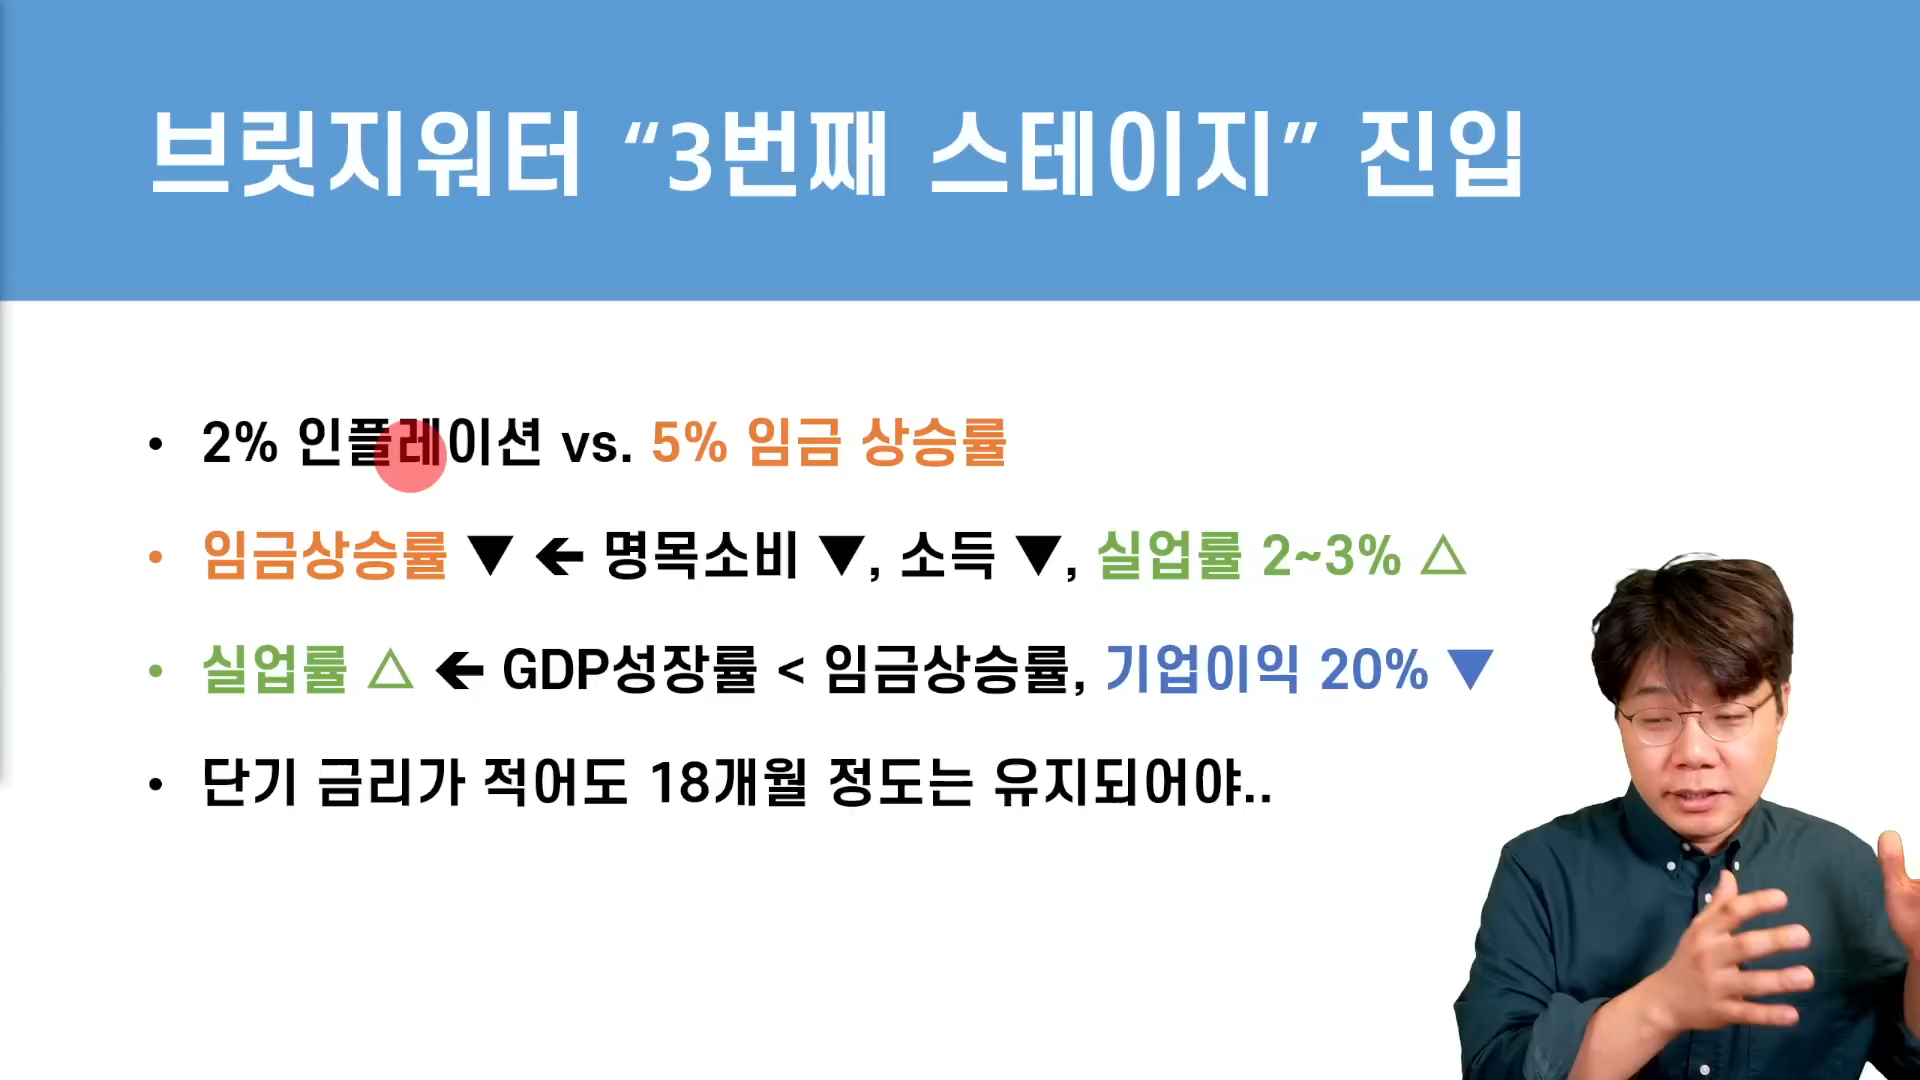 브릿지워터 “3번째 스테이지” 진입
• 2% 인플레이션 vs. 5% 임금 상승률
• 임금상승률 ▼ ← 명목소비 ▼, 소득 ▼, 실업률 2~3% △
• 실업률 △ ← GDP성장률 < 임금상승률, 기업이익 20% ▼
• 단기 금리가 적어도 18개월 정도는 유지되어야..